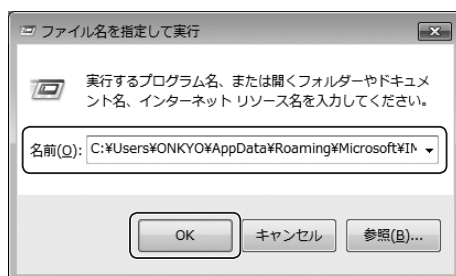 ファイル名を指定して実行
実行するプログラム名、または開くフォルダーやドキュメ
ント名、インターネット リソース名を入力してください。
名前(O): C:¥Users¥ONKYO¥AppData¥Roaming¥Microsoft¥IM
OK キャンセル 参照(B)...